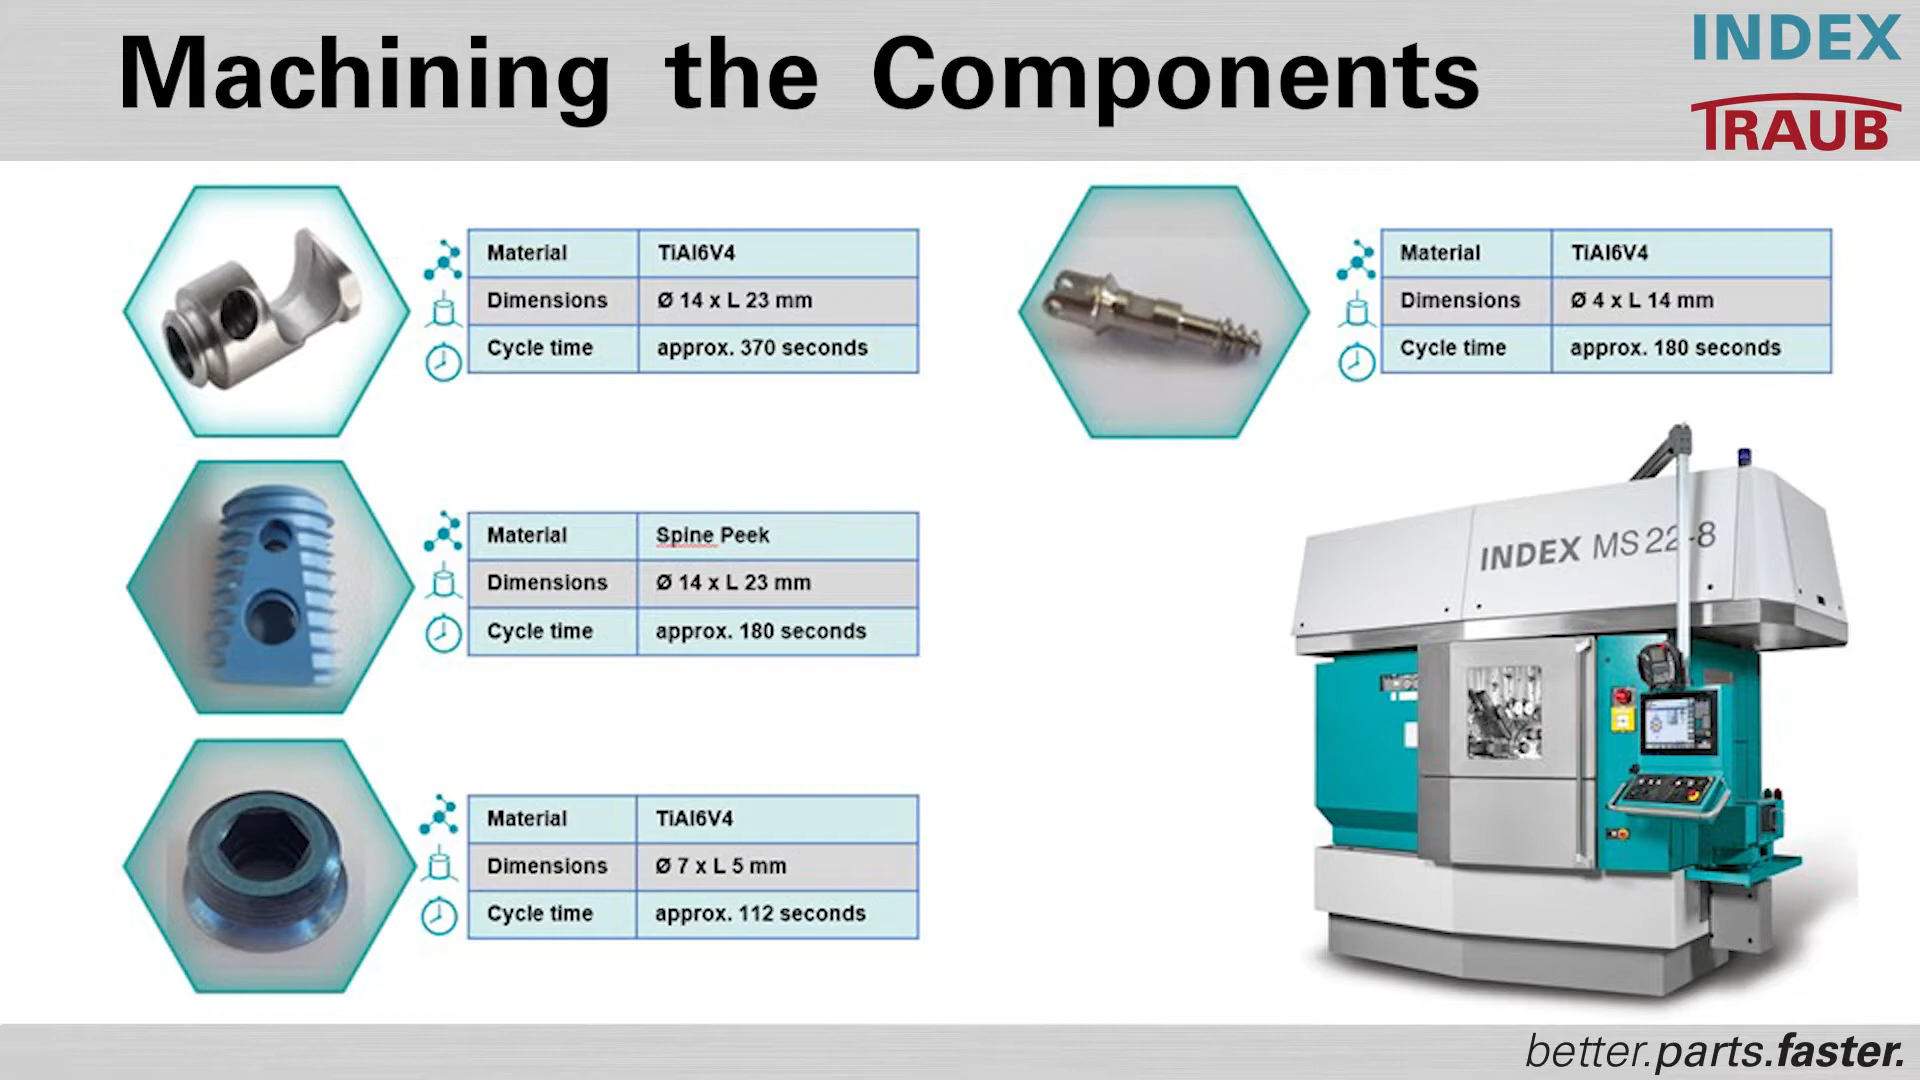 Machining the Components
INDEX
TRAUB
Material TiAl6V4
Dimensions Ø 14 x L 23 mm
Cycle time approx. 370 seconds
Material TiAl6V4
Dimensions Ø 4 x L 14 mm
Cycle time approx. 180 seconds
Material Spine Peek
Dimensions Ø 14 x L 23 mm
Cycle time approx. 180 seconds
INDEX MS 22-8
Material TiAl6V4
Dimensions Ø 7 x L 5 mm
Cycle time approx. 112 seconds
better.parts.faster.